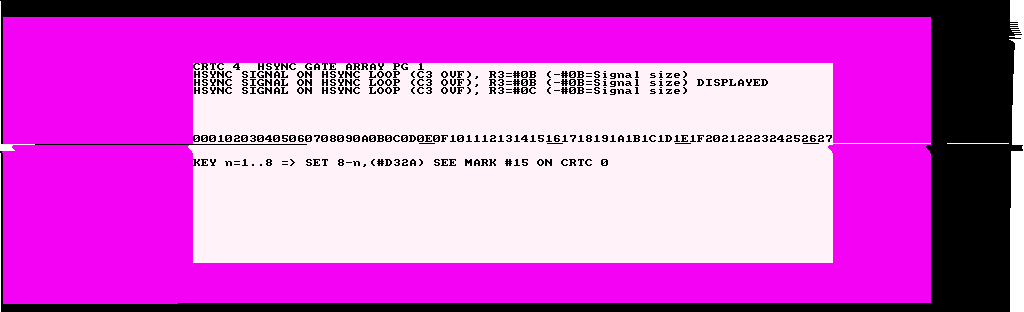 CRTC 4  HSYNC GATE ARRAY PG 1
HSYNC SIGNAL ON HSYNC LOOP (C3 OVF), R3=#0B (-#0B=Signal size)
HSYNC SIGNAL ON HSYNC LOOP (C3 OVF), R3=#0B (-#0B=Signal size) DISPLAYED
HSYNC SIGNAL ON HSYNC LOOP (C3 OVF), R3=#0C (-#0B=Signal size)
000102030405060708090A0B0C0D0E0F101112131415161718191A1B1C1D1E1F2021222324252627
KEY n=1..8 => SET 8-n,(#D32A) SEE MARK #15 ON CRTC 0